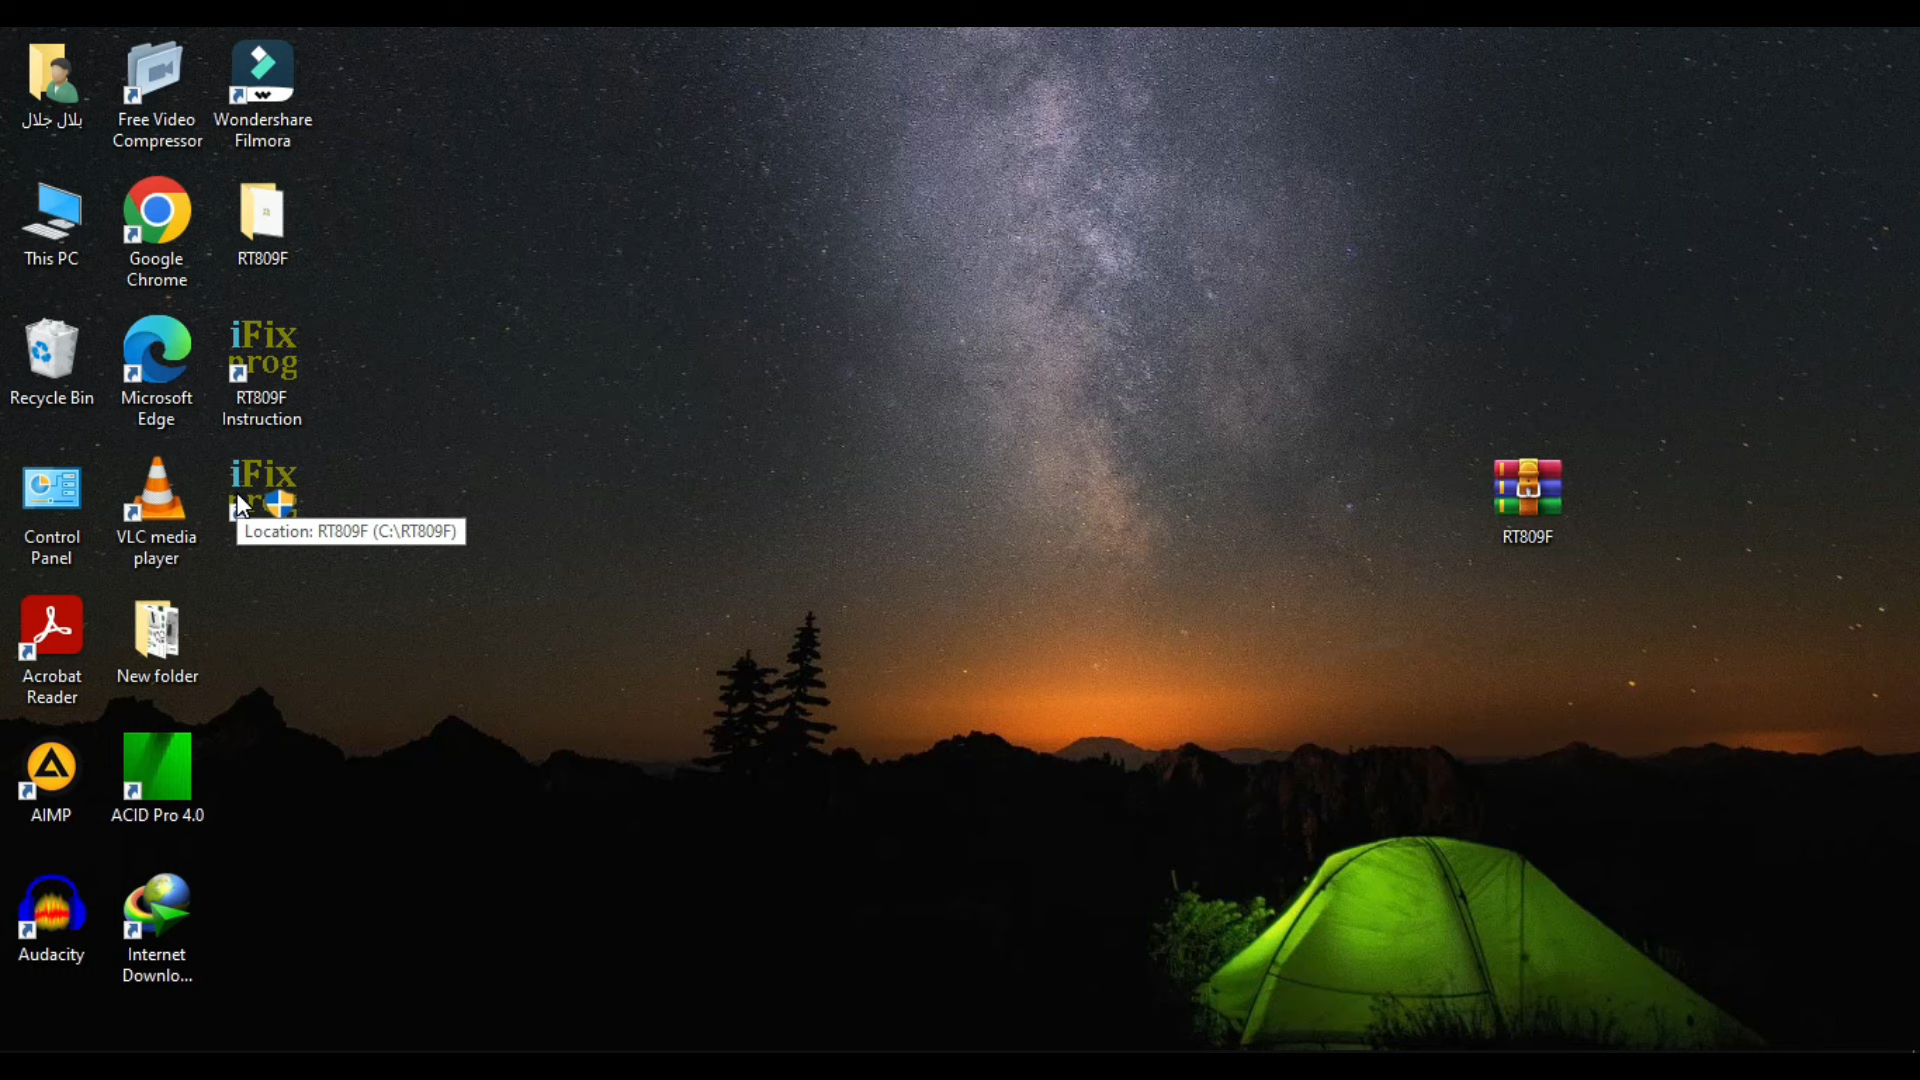 بلال جلال
Free Video
Compressor
Wondershare
Filmora
This PC
Google
Chrome
RT809F
Recycle Bin
Microsoft
Edge
iFix
prog
RT809F
Instruction
Control
Panel
VLC media
player
iFix
Location: RT809F (C:\RT809F)
RT809F
Acrobat
Reader
New folder
AIMP
ACID Pro 4.0
Audacity
Internet
Downlo...